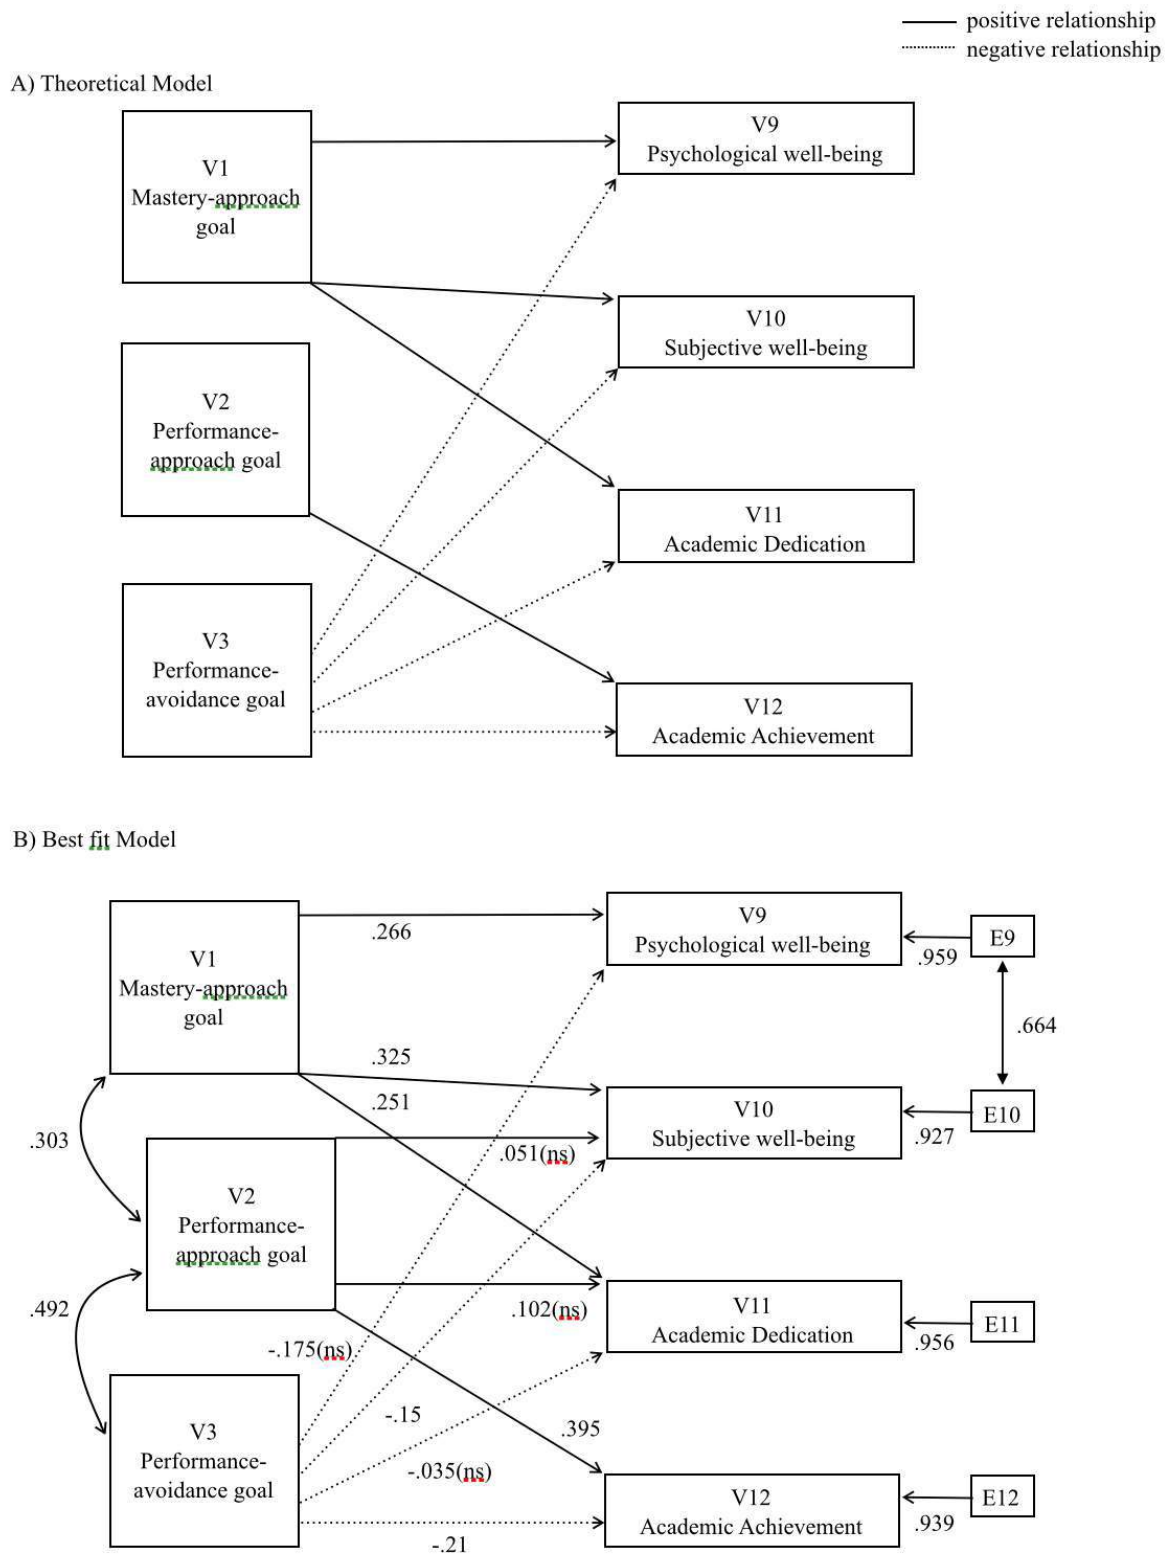 positive relationship
negative relationship
A) Theoretical Model
V1
Mastery-approach
goal
V9
Psychological well-being
V10
Subjective well-being
V2
Performance-
approach goal
V11
Academic Dedication
V3
Performance-
avoidance goal
V12
Academic Achievement
B) Best fit Model
V1
Mastery-approach
goal
.266
V9
Psychological well-being
.959
E9
.664
.325
.251
V10
Subjective well-being
.927
E10
.303
.051(ns)
V2
Performance-
approach goal
.492
.102(ns)
V11
Academic Dedication
.956
E11
-.175(ns)
V3
Performance-
avoidance goal
-.15
.395
-.035(ns)
-.21
V12
Academic Achievement
.939
E12